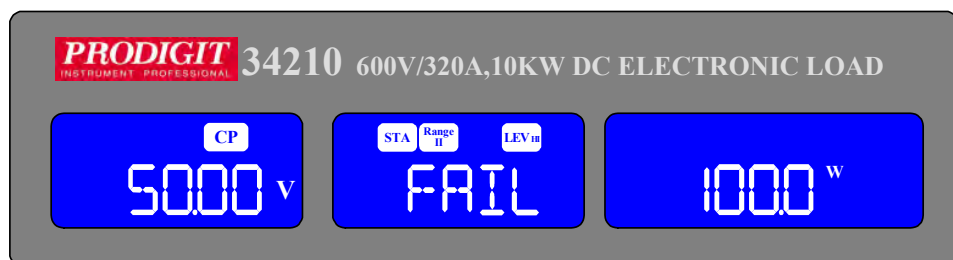 PRODIGIT
INSTRUMENT PROFESSIONAL
34210 600V/320A,10KW DC ELECTRONIC LOAD
CP
50.00 V
STA Range II LEV HI
FAIL
100.0 W